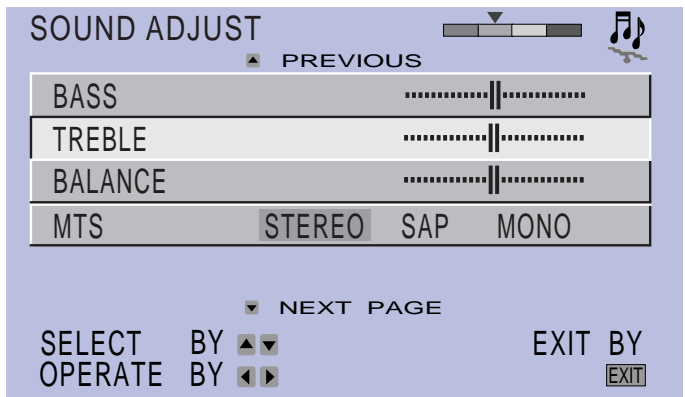 SOUND ADJUST
PREVIOUS
BASS
TREBLE
BALANCE
MTS STEREO SAP MONO
NEXT PAGE
SELECT BY EXIT BY
OPERATE BY EXIT